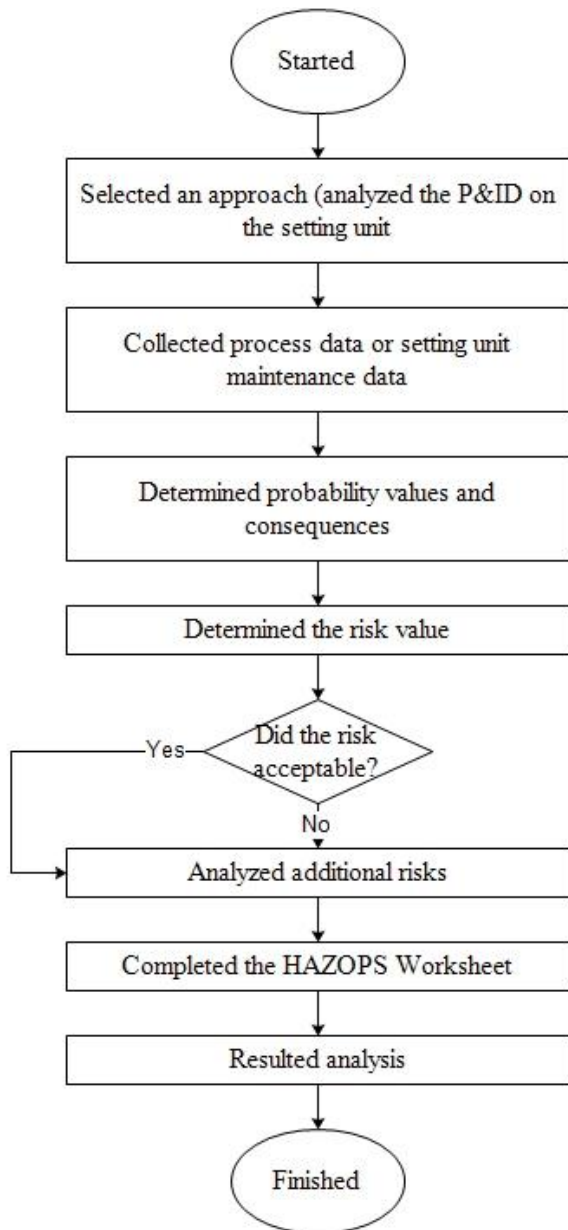 Started
Selected an approach (analyzed the P&ID on
the setting unit
Collected process data or setting unit
maintenance data
Determined probability values and
consequences
Determined the risk value
Did the risk
acceptable?
Yes
No
Analyzed additional risks
Completed the HAZOPS Worksheet
Resulted analysis
Finished